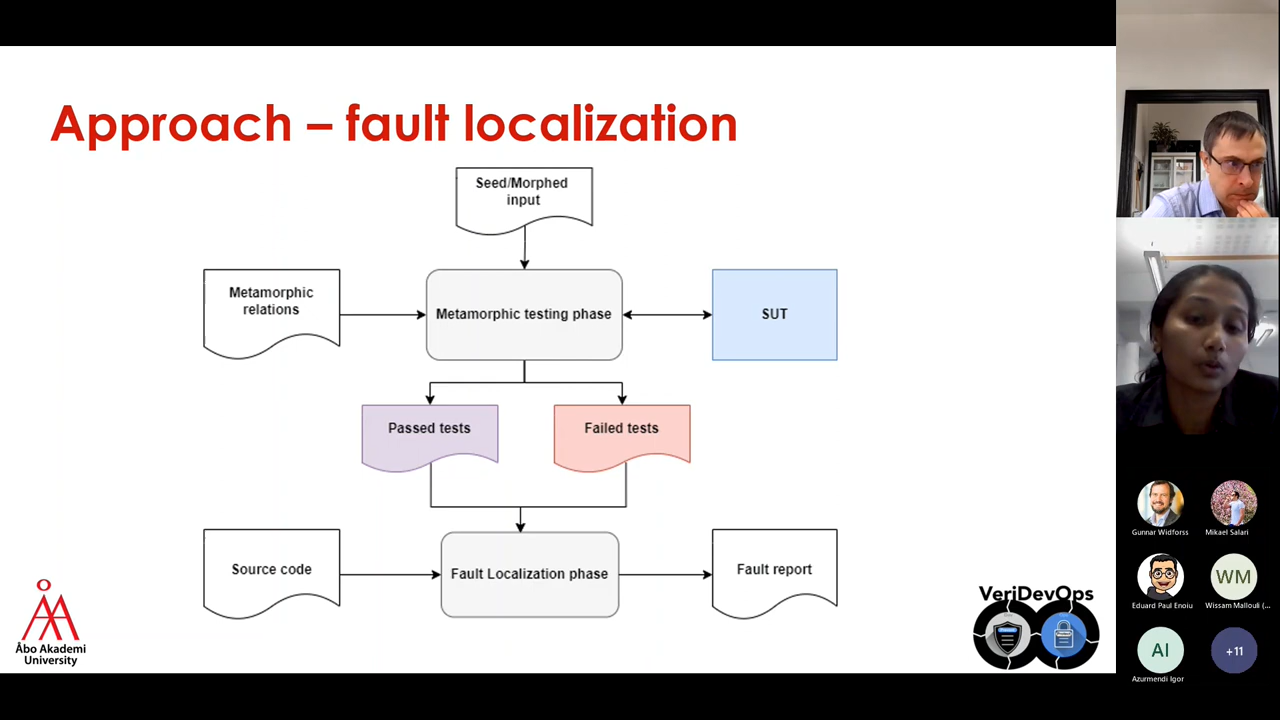 Approach – fault localization
Seed/Morphed
input
Metamorphic
relations
Metamorphic testing phase
SUT
Passed tests
Failed tests
Source code
Fault Localization phase
Fault report
Åbo Akademi
University
VeriDevOps
Gunnar Widforss
Mikael Salari
Eduard Paul Enoiu
WM
Wissam Mallouli (...
AI
Azurmendi Igor
+11